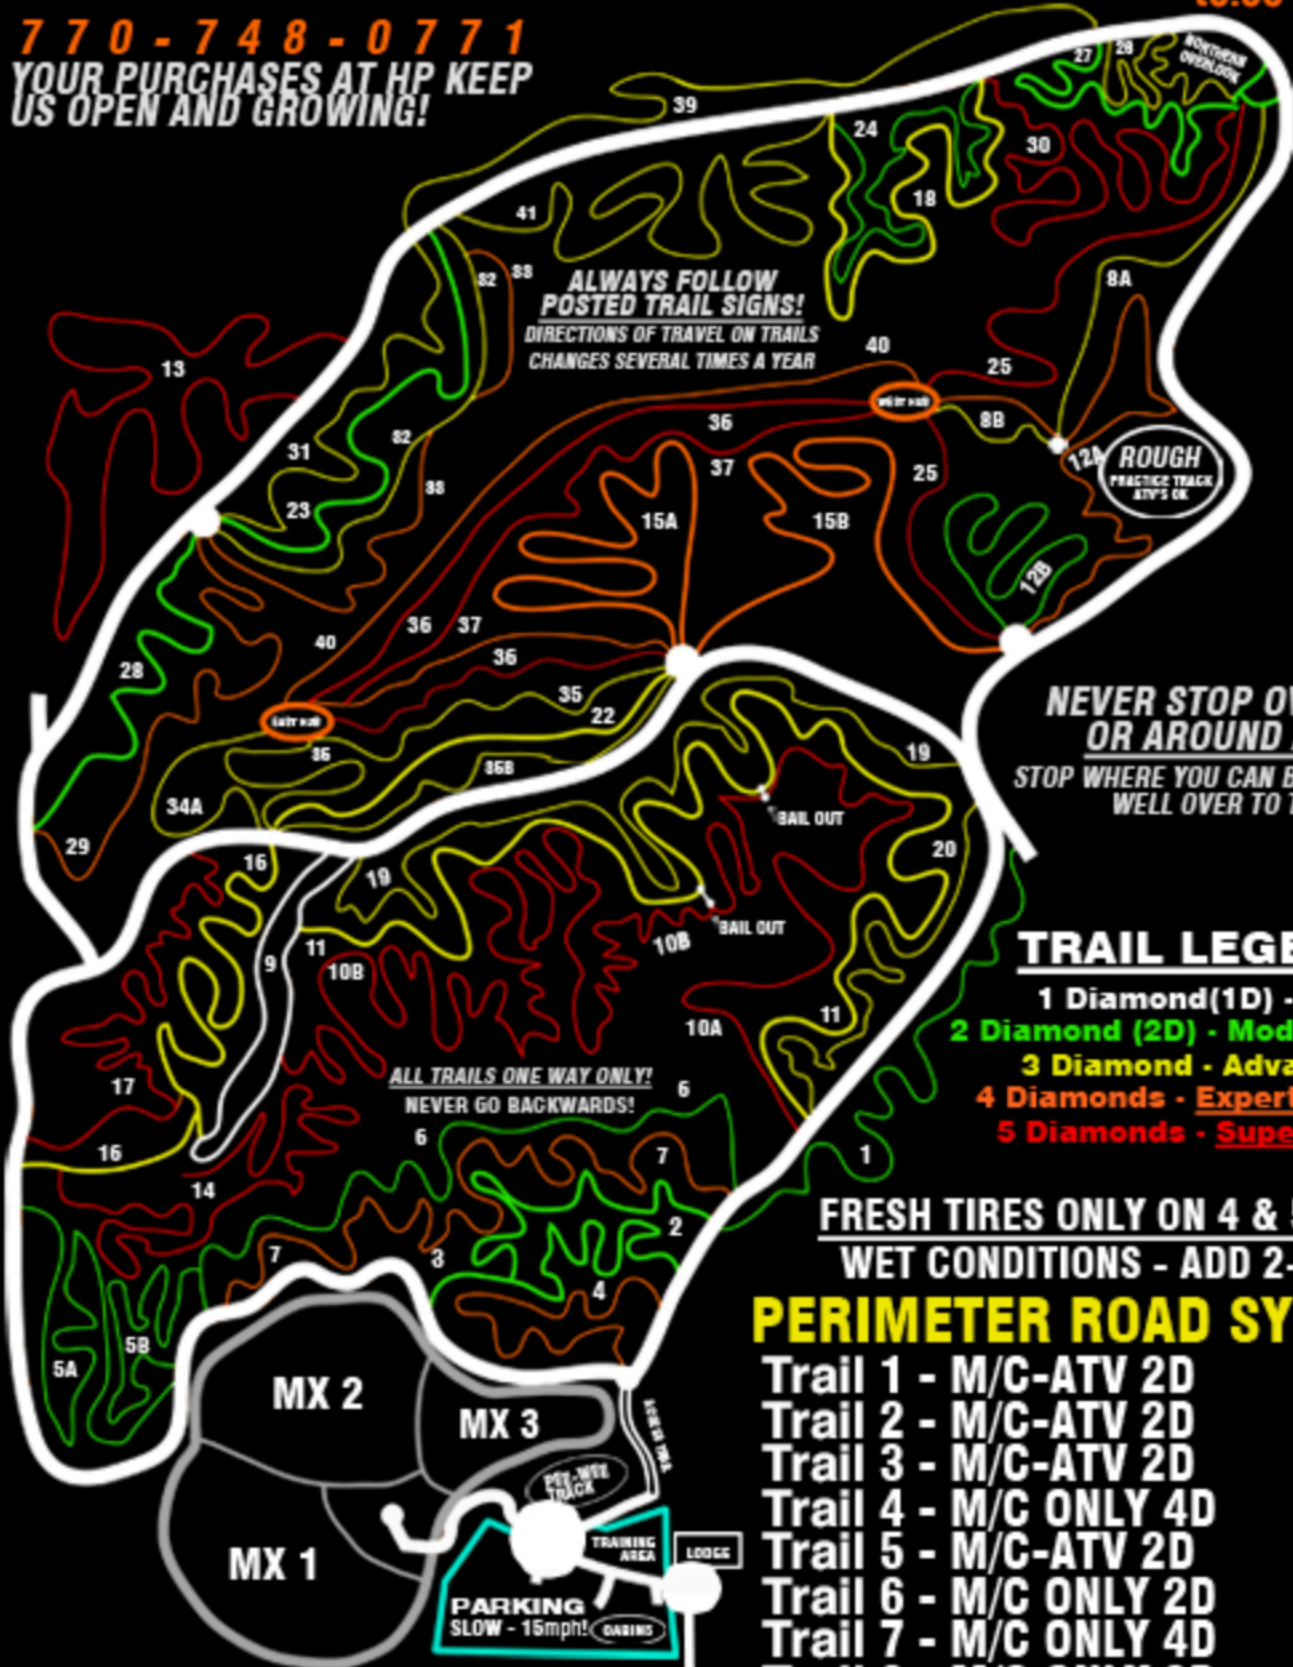 770-748-0771
YOUR PURCHASES AT HP KEEP
US OPEN AND GROWING!
27
NORTHERN
OVERLOOK
39
24
30
18
41
8A
82
ALWAYS FOLLOW
POSTED TRAIL SIGNS!
DIRECTIONS OF TRAVEL ON TRAILS
CHANGES SEVERAL TIMES A YEAR
40
13
25
36
8B
31
82
37
25
12A
ROUGH
PRACTICE TRACK
ATV'S OK
23
15A
15B
12B
40
36
37
36
28
35
22
EAST HUB
NEVER STOP OV
OR AROUND
STOP WHERE YOU CAN B
WELL OVER TO T
19
34A
BAIL OUT
29
16
19
20
BAIL OUT
11
10B
9
10B
10A
11
TRAIL LEGE
1 Diamond(1D) -
2 Diamond (2D) - Mod
3 Diamond - Adva
4 Diamonds - Expert
5 Diamonds - Supe
ALL TRAILS ONE WAY ONLY!
NEVER GO BACKWARDS!
17
6
6
16
7
1
14
2
3
7
4
5B
5A
FRESH TIRES ONLY ON 4 & 5
WET CONDITIONS - ADD 2-
PERIMETER ROAD SY
Trail 1 - M/C-ATV 2D
Trail 2 - M/C-ATV 2D
Trail 3 - M/C-ATV 2D
Trail 4 - M/C ONLY 4D
Trail 5 - M/C-ATV 2D
Trail 6 - M/C ONLY 2D
Trail 7 - M/C ONLY 4D
MX 2
MX 3
MX 1
PEE-WEE
TRACK
TRAINING
AREA
LODGE
PARKING
SLOW - 15mph!
CABINS